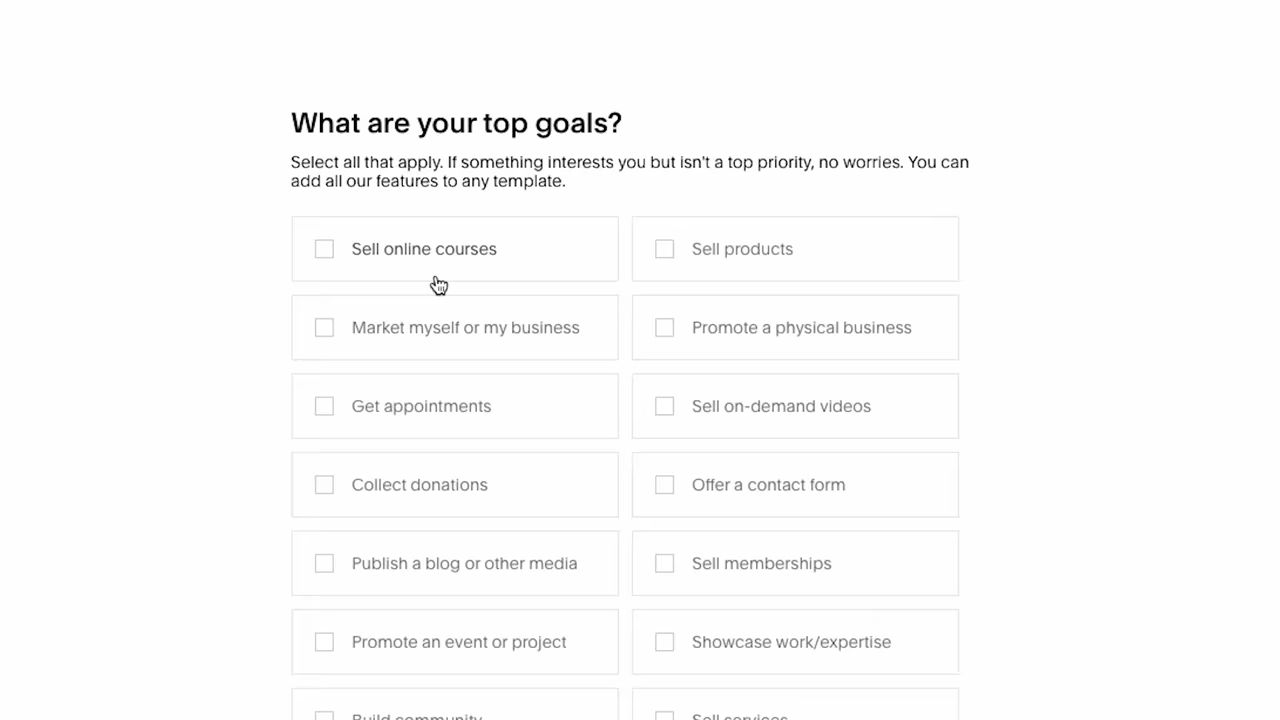 What are your top goals?
Select all that apply. If something interests you but isn't a top priority, no worries. You can
add all our features to any template.
Sell online courses
Sell products
Market myself or my business
Promote a physical business
Get appointments
Sell on-demand videos
Collect donations
Offer a contact form
Publish a blog or other media
Sell memberships
Promote an event or project
Showcase work/expertise
Build community
Sell services